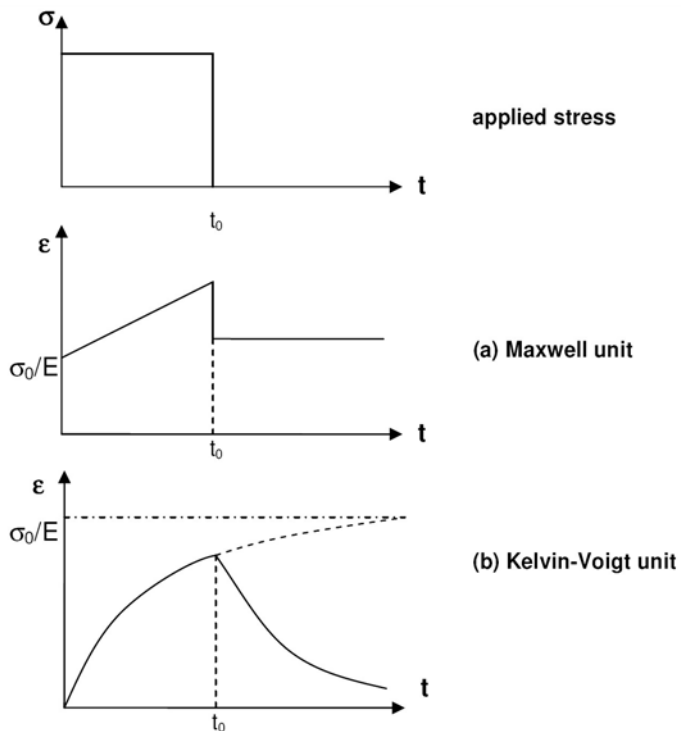 σ
applied stress
t
t₀
ε
σ₀/E
(a) Maxwell unit
t
t₀
ε
σ₀/E
(b) Kelvin-Voigt unit
t
t₀